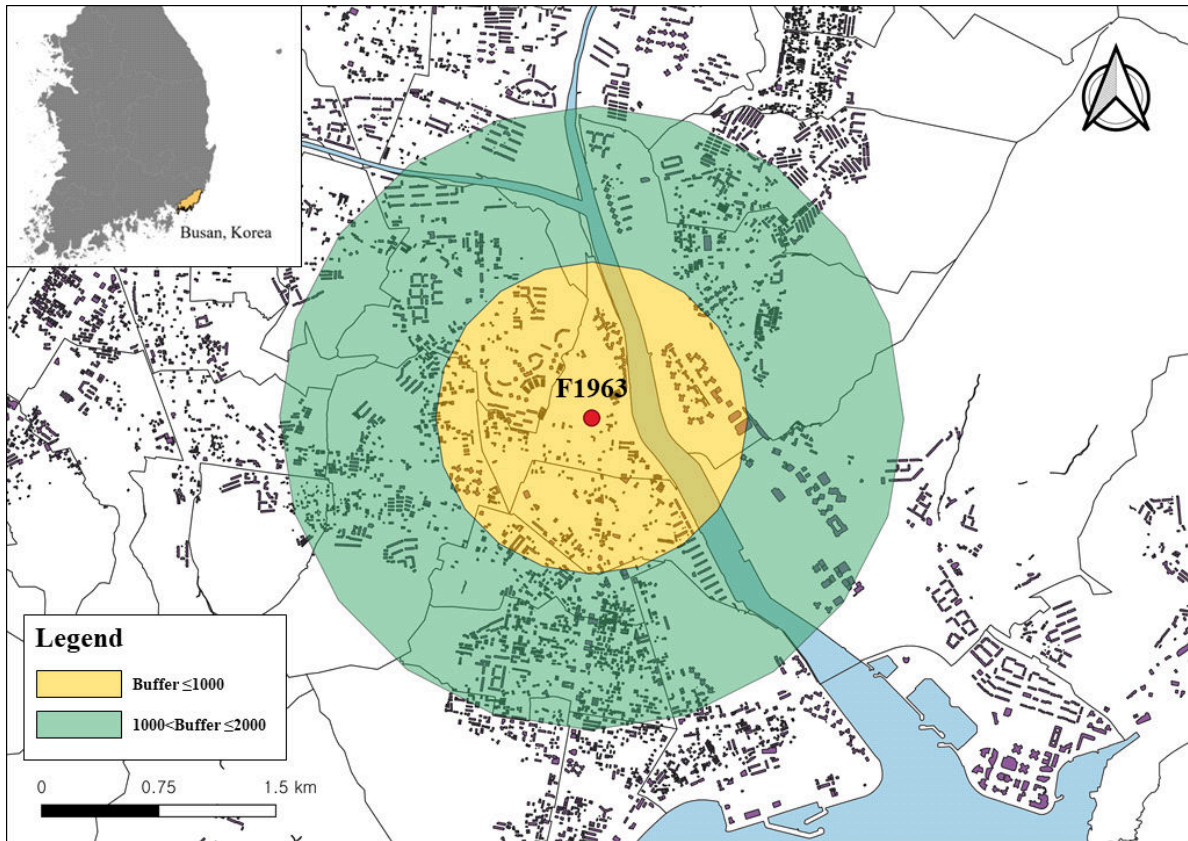 Busan, Korea
F1963
Legend
Buffer ≤1000
1000<Buffer ≤2000
0 0.75 1.5 km